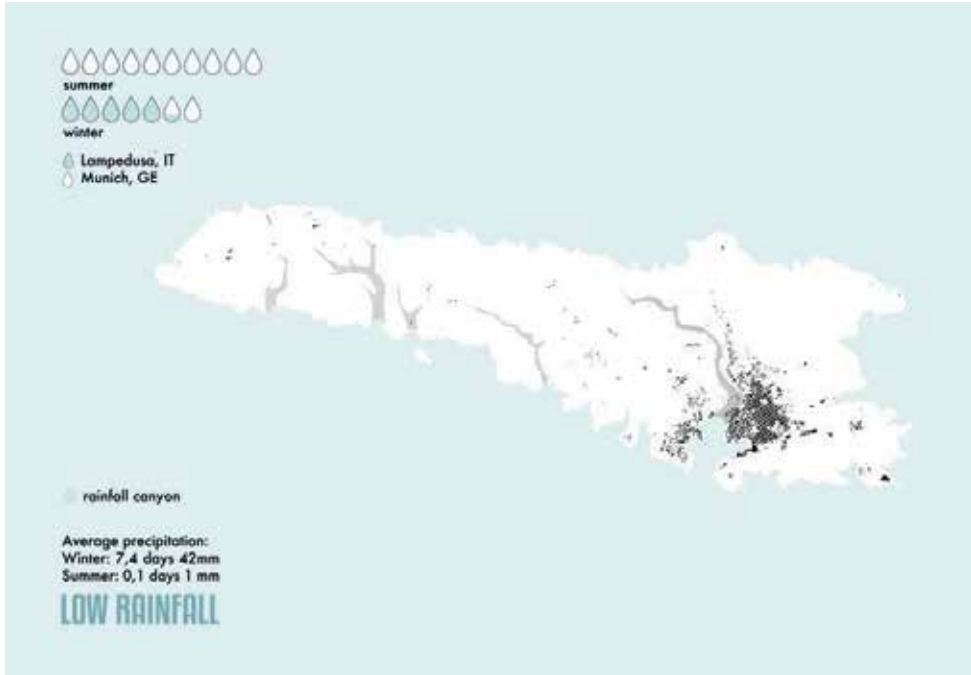 summer
winter
Lampedusa, IT
Munich, GE
rainfall canyon
Average precipitation:
Winter: 7,4 days 42mm
Summer: 0,1 days 1 mm
LOW RAINFALL